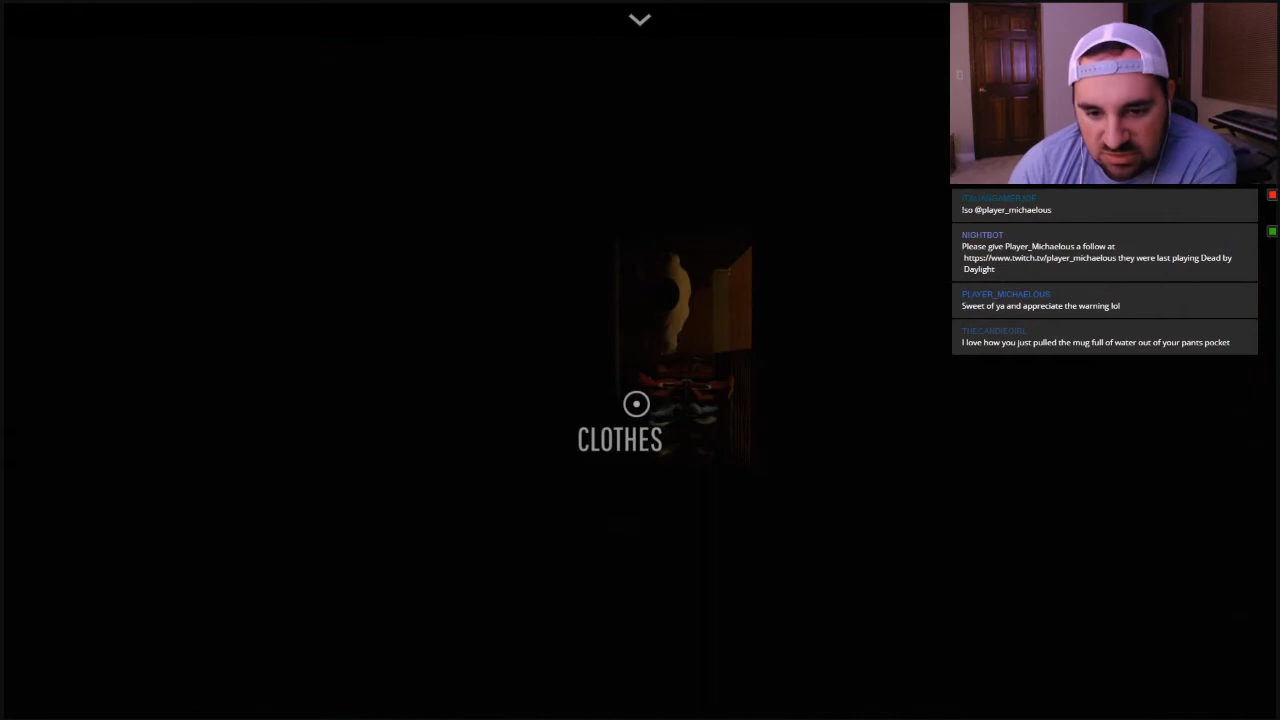 ITALIANGAMERJOE
!so @player_michaelous
NIGHTBOT
Please give Player_Michaelous a follow at
https://www.twitch.tv/player_michaelous they were last playing Dead by
Daylight
PLAYER_MICHAELOUS
Sweet of ya and appreciate the warning lol
THECANDIEGIRL
I love how you just pulled the mug full of water out of your pants pocket
CLOTHES